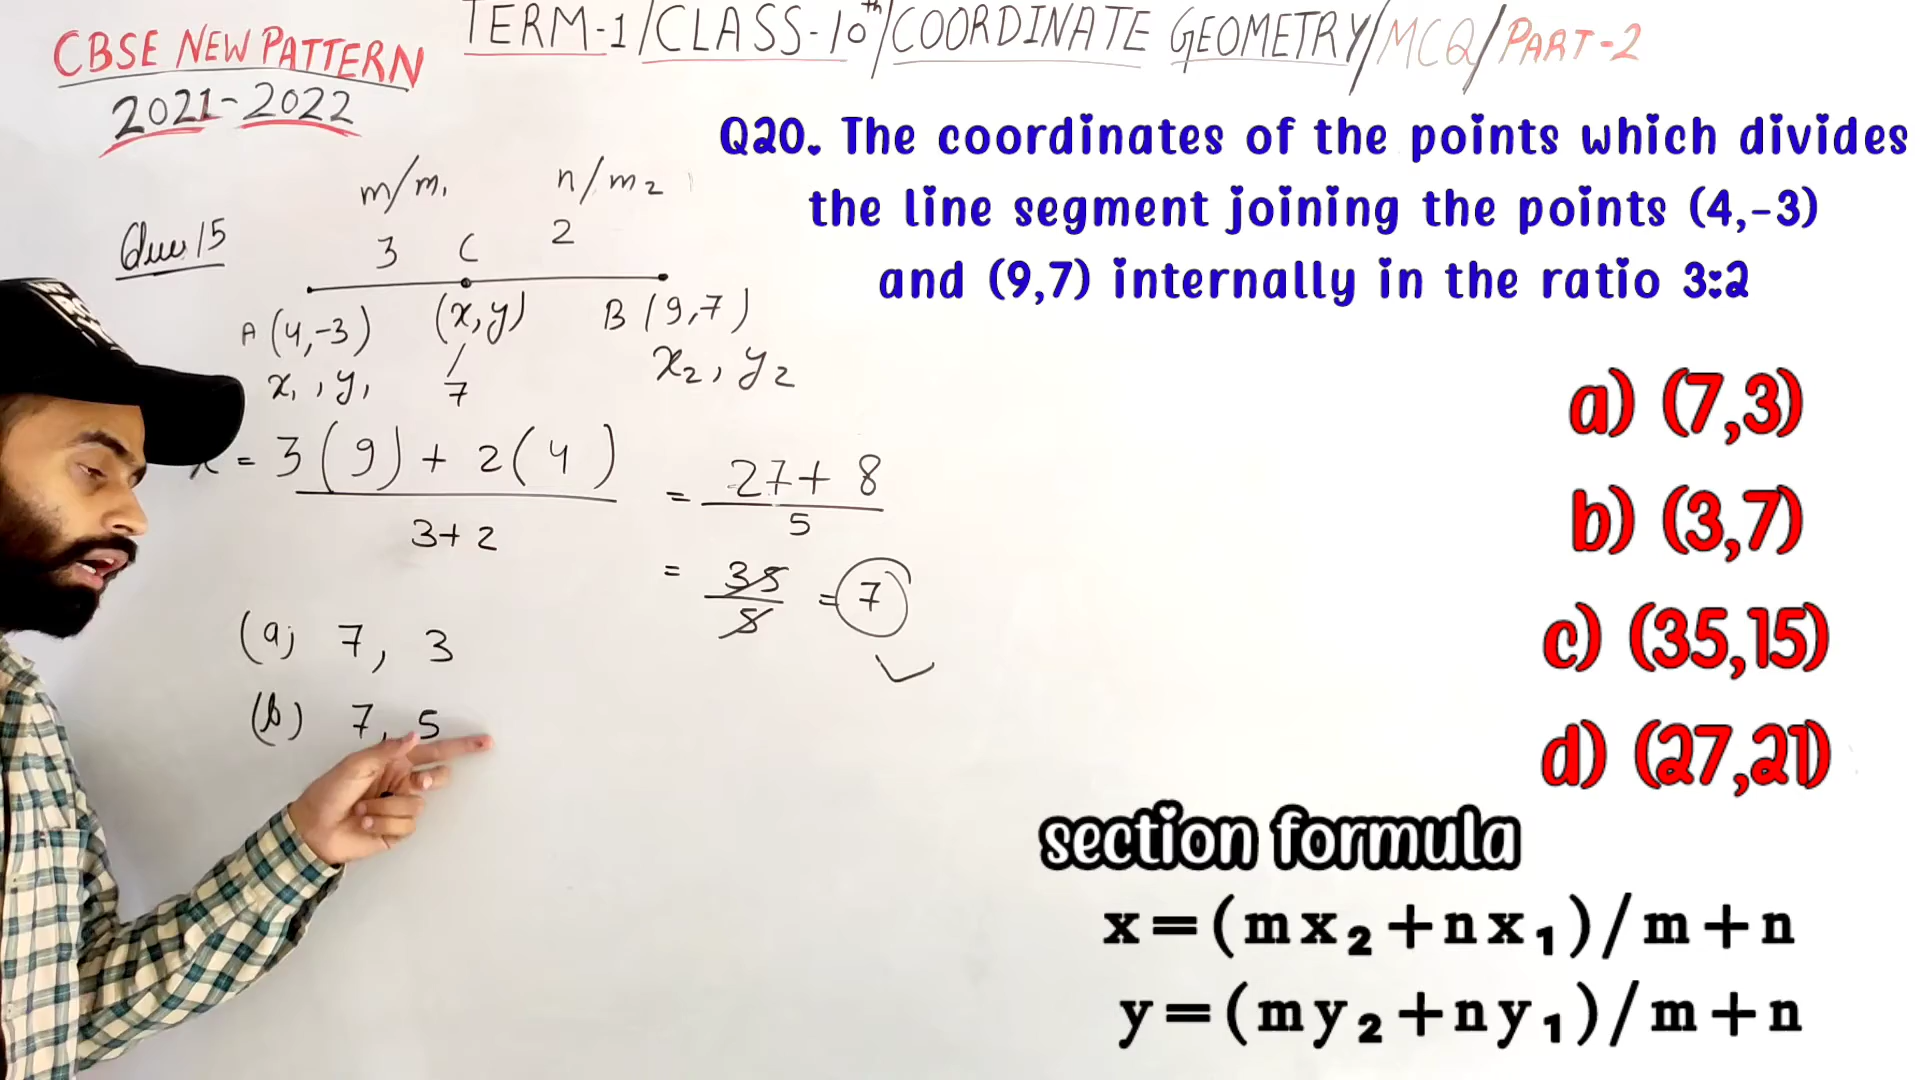 CBSE NEW PATTERN
2021-2022
TERM-1/CLASS-10th/COORDINATE GEOMETRY/MCQ/PART-2
Q20. The coordinates of the points which divides
the line segment joining the points (4,-3)
and (9,7) internally in the ratio 3:2
a) (7,3)
b) (3,7)
c) (35,15)
d) (27,21)
section formula
x=(mx₂+nx₁)/m+n
y=(my₂+ny₁)/m+n
m/m₁ n/m₂
15
3 C 2
A (4,-3) (x,y) B (9,7)
x₁, y₁ 7 x₂, y₂
= 3(9) + 2(4) = 27+8
3+2 5
= 35 = 7
5
(a) 7, 3
(b) 7, 5